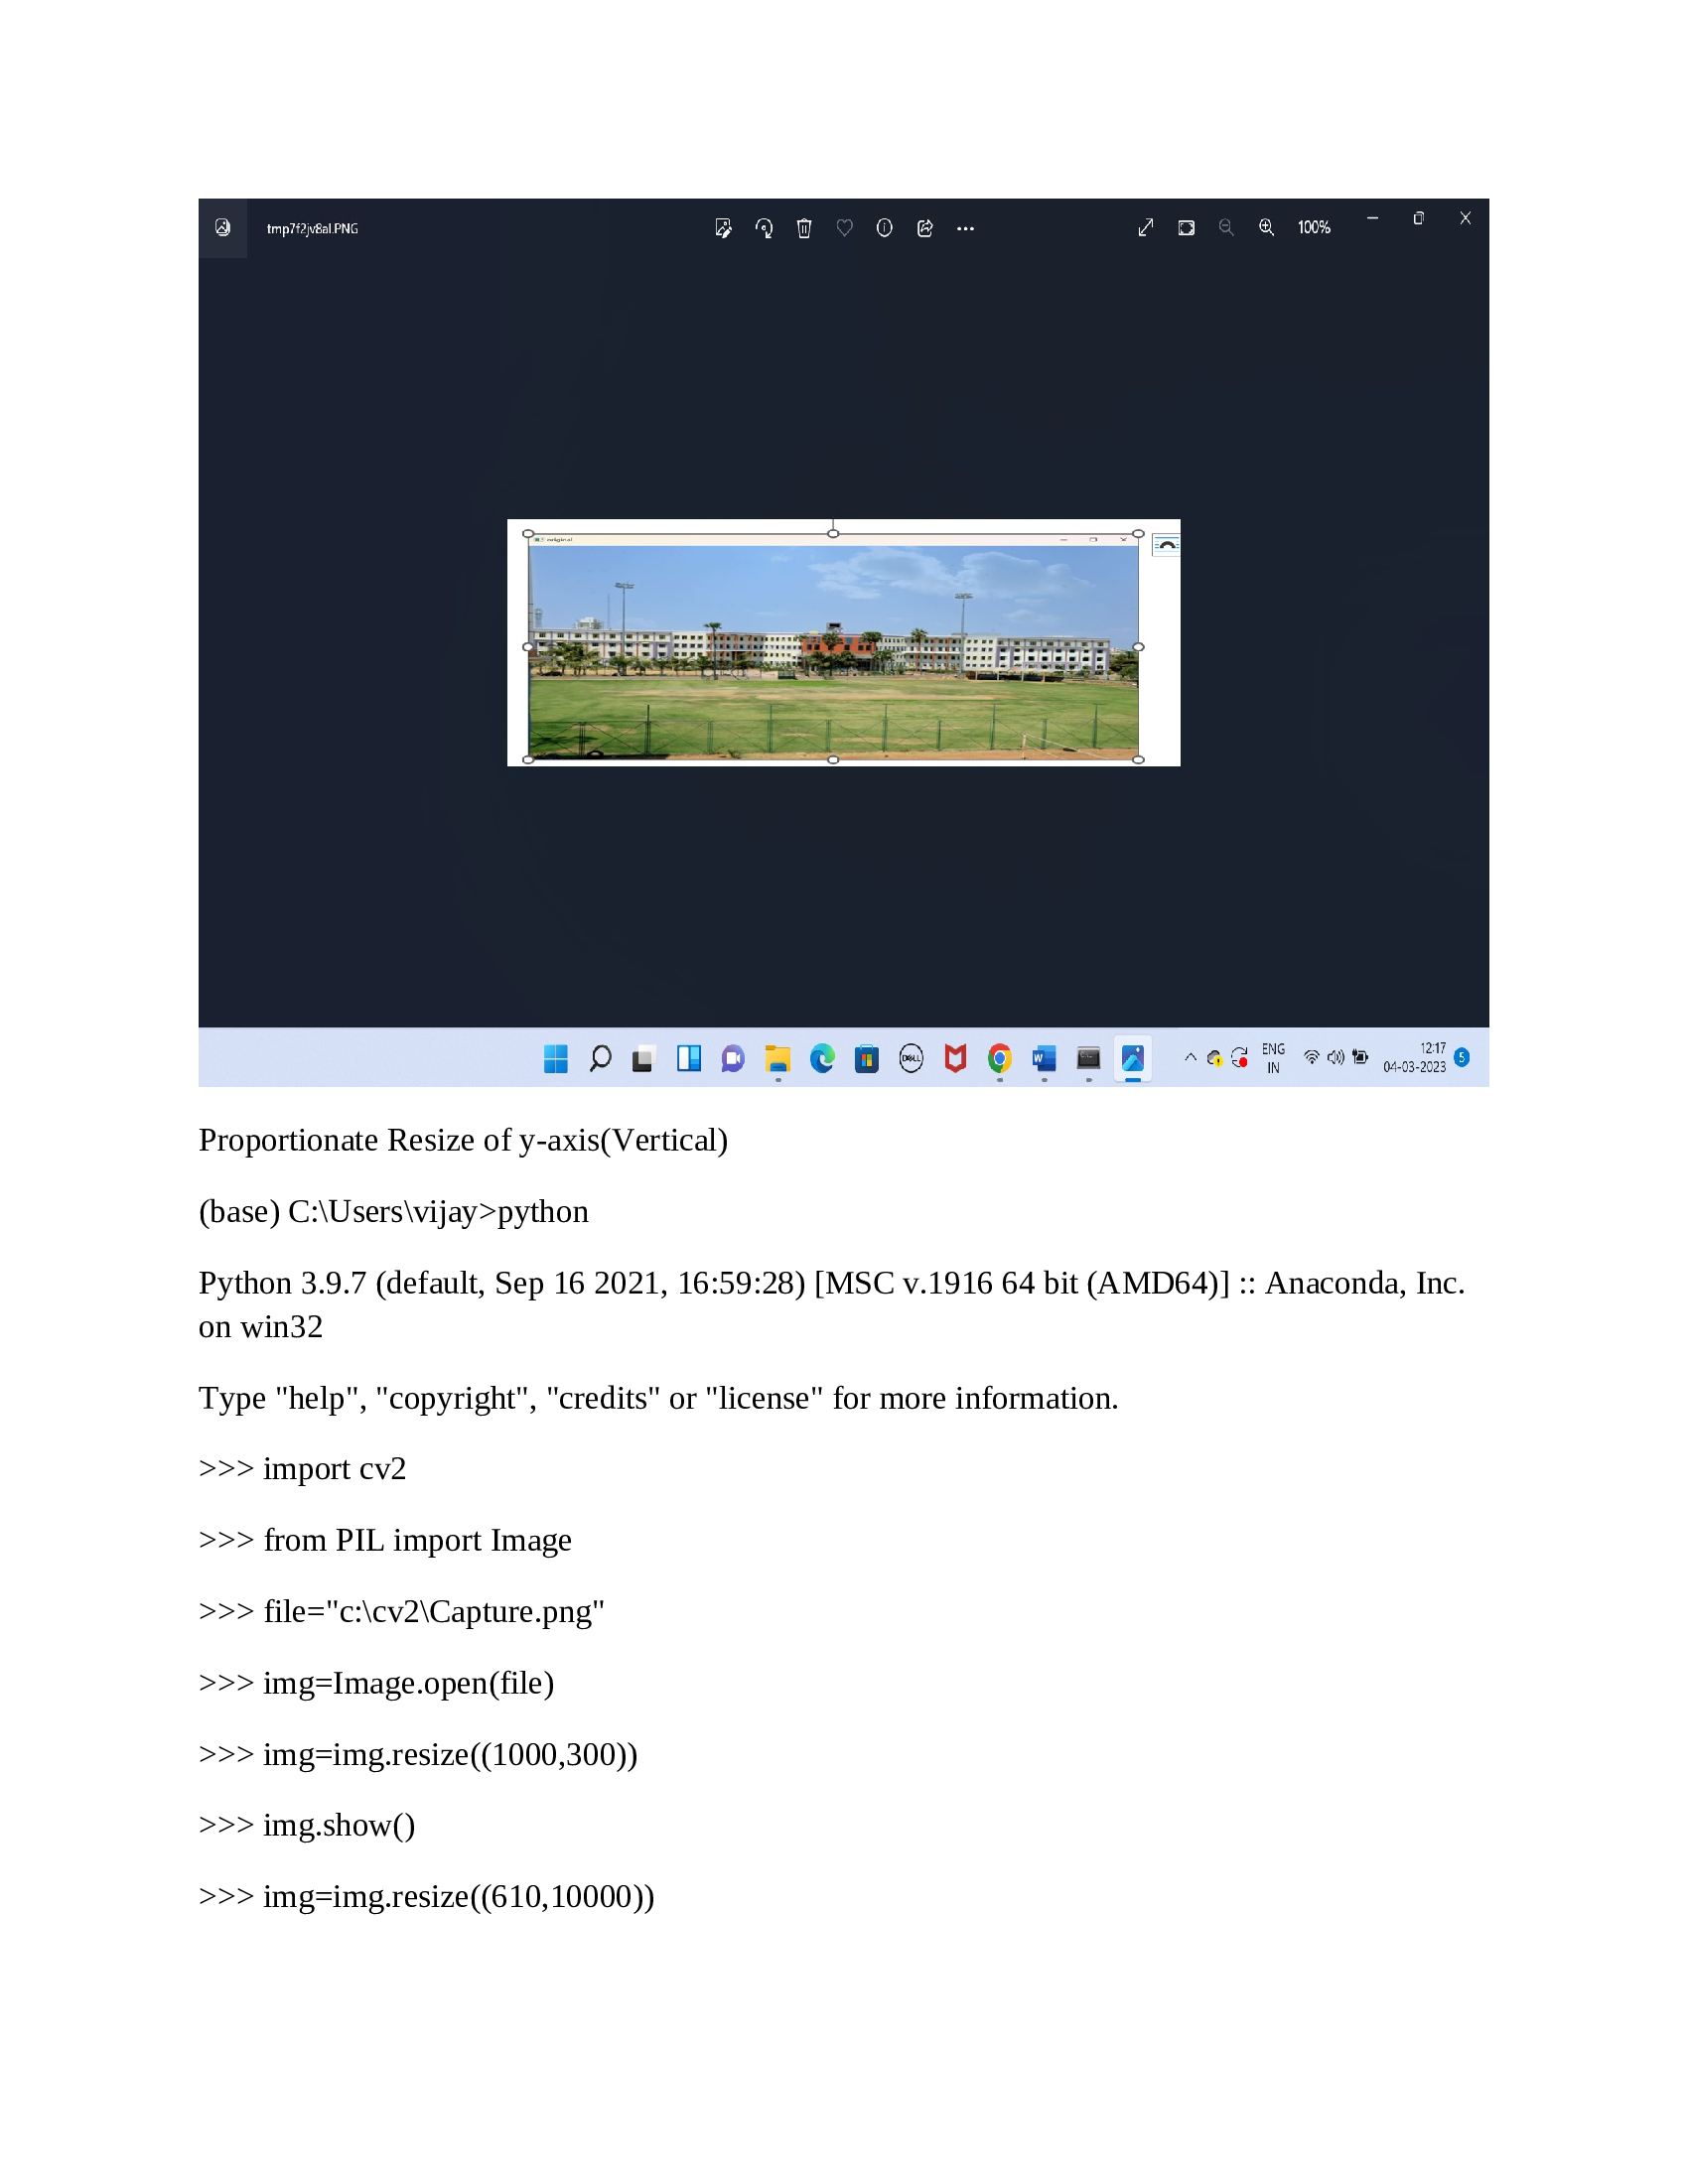 tmp7f2jv8al.PNG
100%
original
DELL
ENG
IN
12:17
04-03-2023
5
Proportionate Resize of y-axis(Vertical)
(base) C:\Users\vijay>python
Python 3.9.7 (default, Sep 16 2021, 16:59:28) [MSC v.1916 64 bit (AMD64)] :: Anaconda, Inc.
on win32
Type "help", "copyright", "credits" or "license" for more information.
>>> import cv2
>>> from PIL import Image
>>> file="c:\cv2\Capture.png"
>>> img=Image.open(file)
>>> img=img.resize((1000,300))
>>> img.show()
>>> img=img.resize((610,10000))